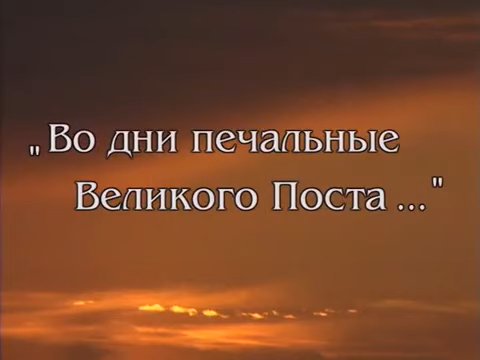 „Во дни печальные
Великого Поста ..."